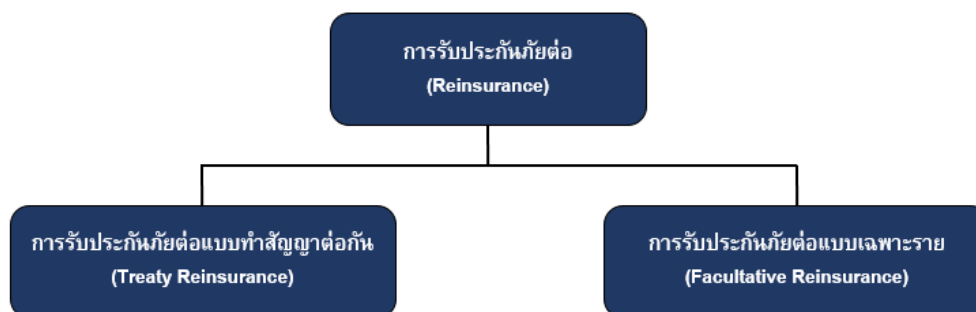 การรับประกันภัยต่อ
(Reinsurance)
การรับประกันภัยต่อแบบทำสัญญาต่อกัน
(Treaty Reinsurance)
การรับประกันภัยต่อแบบเฉพาะราย
(Facultative Reinsurance)